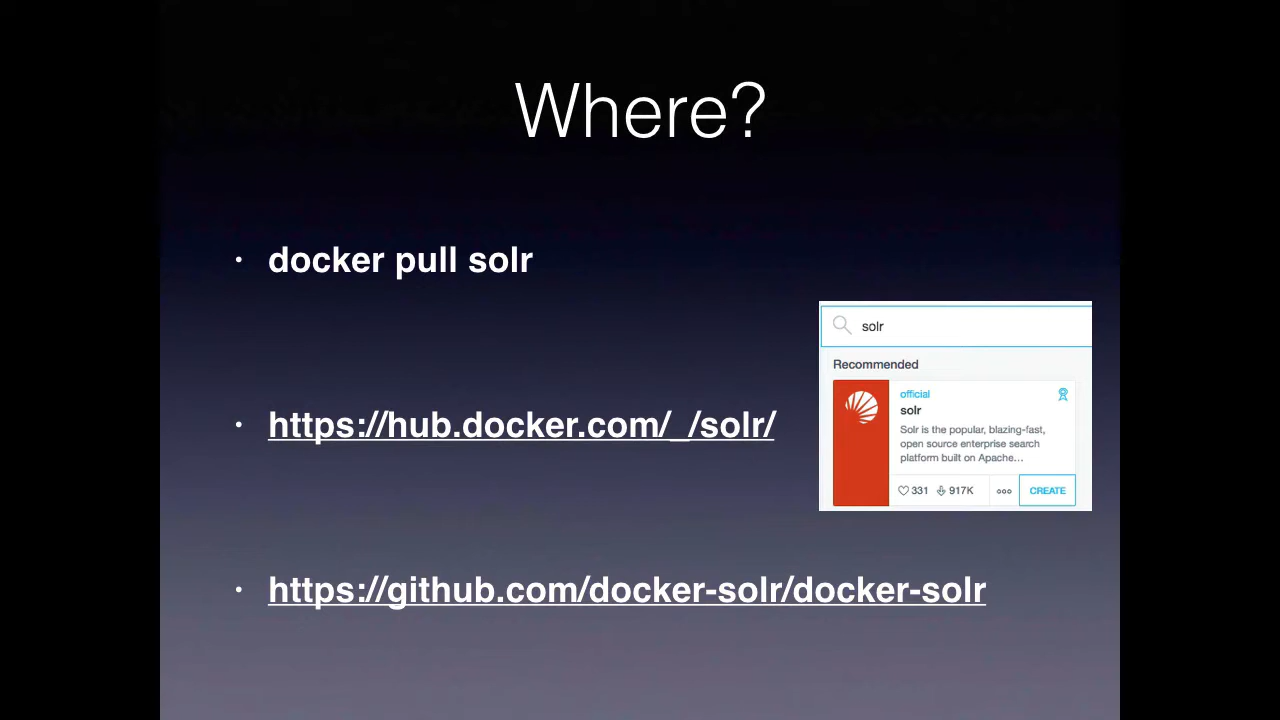 Where?
• docker pull solr
• https://hub.docker.com/_/solr/
solr
Recommended
official
solr
Solr is the popular, blazing-fast,
open source enterprise search
platform built on Apache...
331 917K ooo CREATE
• https://github.com/docker-solr/docker-solr